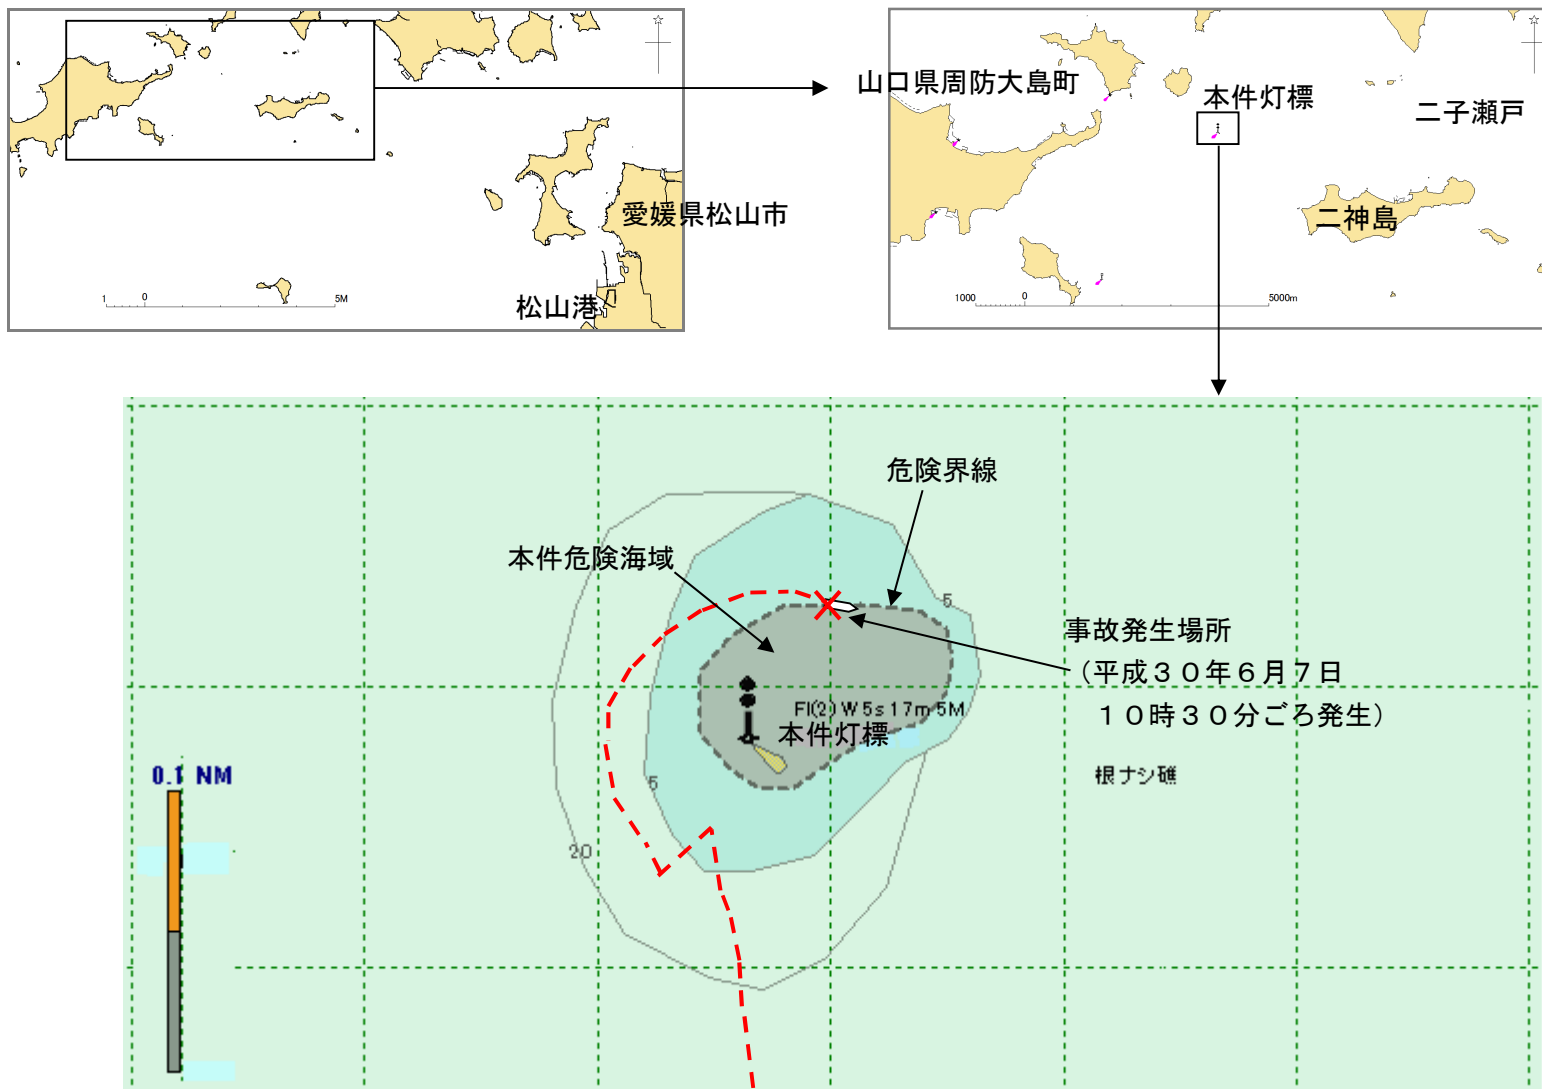 愛媛県松山市
松山港
1 0 5M
山口県周防大島町
本件灯標
二子瀬戸
二神島
1000 0 5000m
危険界線
本件危険海域
5
事故発生場所
（平成３０年６月７日
１０時３０分ごろ発生）
Fl(2) W 5s 17m 5M
本件灯標
根ナシ礁
0.1 NM
5
20